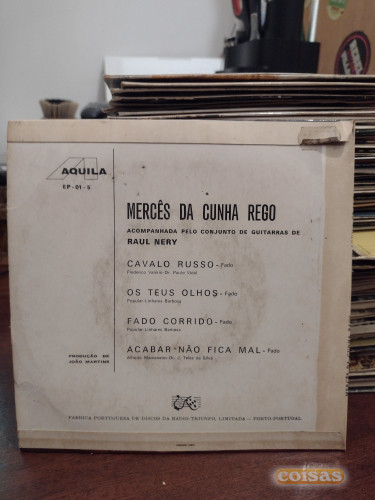 AQUILA
EP-01-5
MERCÊS DA CUNHA REGO
ACOMPANHADA PELO CONJUNTO DE GUITARRAS DE
RAUL NERY
CAVALO RUSSO - Fado
OS TEUS OLHOS - Fado
FADO CORRIDO - Fado
ACABAR NÃO FICA MAL - Fado
PRODUÇÃO DE
JOÃO MARTINS
FÁBRICA PORTUGUESA DE DISCOS DA RÁDIO TRIUNFO, LIMITADA — PORTO-PORTUGAL
coisas